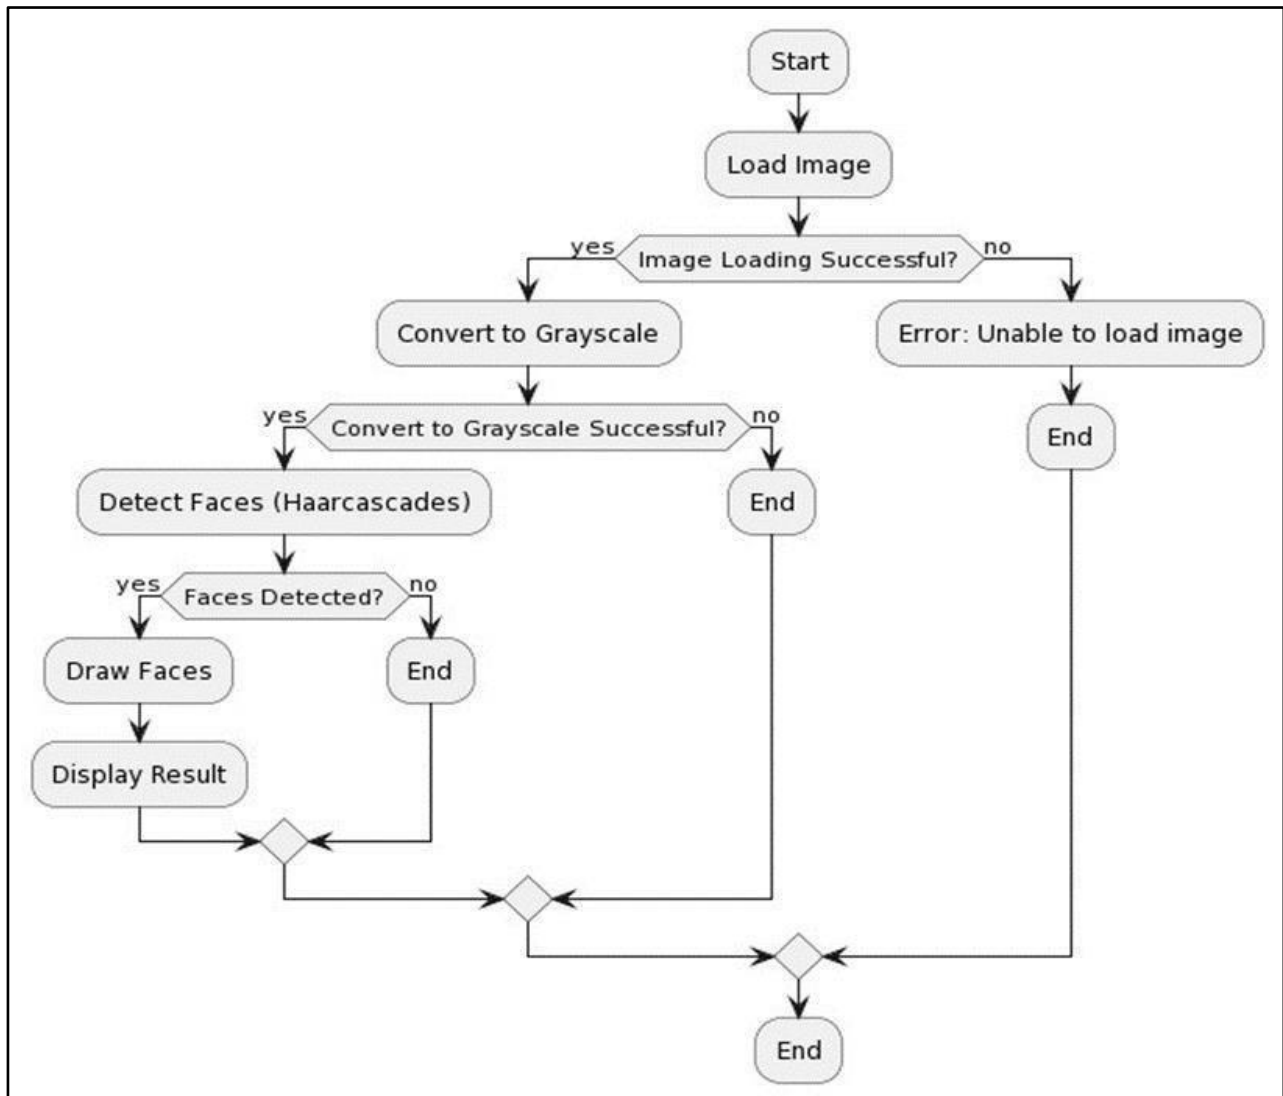 Start
Load Image
yes
Image Loading Successful?
no
Convert to Grayscale
Error: Unable to load image
yes
Convert to Grayscale Successful?
no
End
Detect Faces (Haarcascades)
End
yes
Faces Detected?
no
Draw Faces
End
Display Result
End